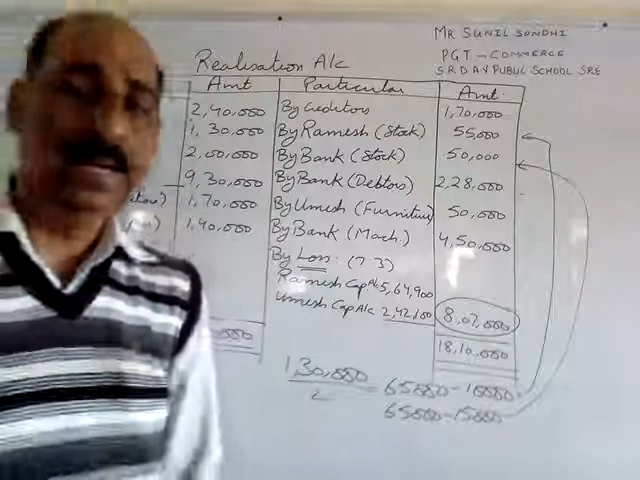 MR SUNIL SONDHI
PGT - COMMERCE
S.R.D A V PUBLIC SCHOOL SRE
Realisation A/c
Amt Particular Amt.
2,40,000 By Creditors 1,70,000
1,30,000 By Ramesh (Stock) 55,000
2,00,000 By Bank (Stock) 50,000
9,30,000 By Bank (Debtors) 2,28,000
1,70,000 By Umesh (Furniture) 50,000
1,40,000 By Bank (Mach.) 4,50,000
By Loss: (7:3)
Ramesh Cap A/c 5,64,900
Umesh Cap A/c 2,42,100 8,07,000
18,10,000
1,30,000 = 65000 - 10000
2 65000 - 15000